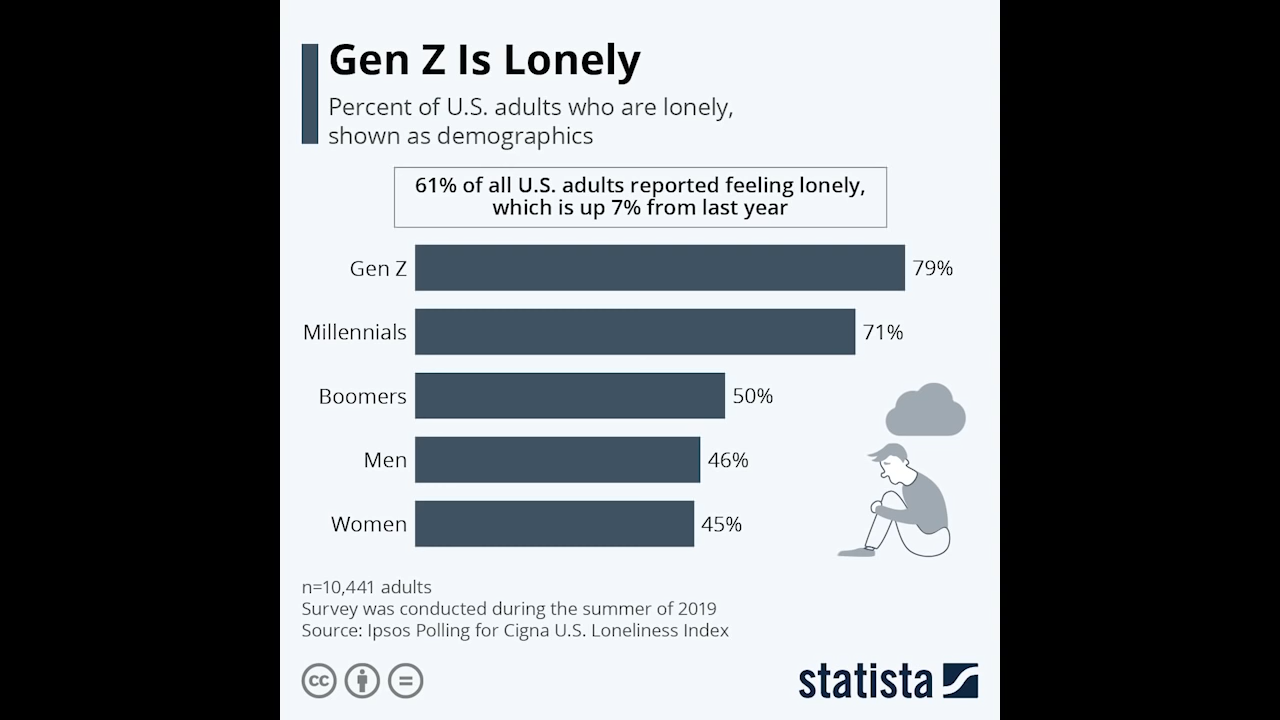 Gen Z Is Lonely
Percent of U.S. adults who are lonely,
shown as demographics
61% of all U.S. adults reported feeling lonely,
which is up 7% from last year
Gen Z 79%
Millennials 71%
Boomers 50%
Men 46%
Women 45%
n=10,441 adults
Survey was conducted during the summer of 2019
Source: Ipsos Polling for Cigna U.S. Loneliness Index
cc
statista